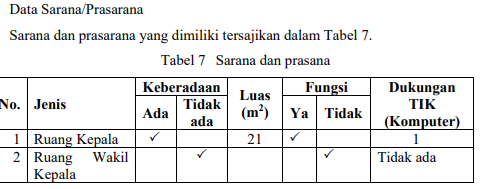 Data Sarana/Prasarana
Sarana dan prasarana yang dimiliki tersajikan dalam Tabel 7.
Tabel 7 Sarana dan prasana
No. Jenis Keberadaan Luas (m²) Fungsi Dukungan TIK (Komputer)
Ada Tidak ada Ya Tidak
1 Ruang Kepala ✓ 21 ✓ 1
2 Ruang Wakil Kepala ✓ ✓ Tidak ada